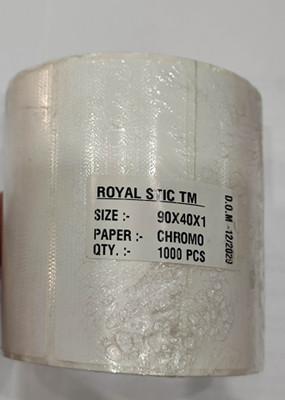 ROYAL STIC TM
SIZE :- 90X40X1
PAPER :- CHROMO
QTY. :- 1000 PCS
D.O.M -12/2023